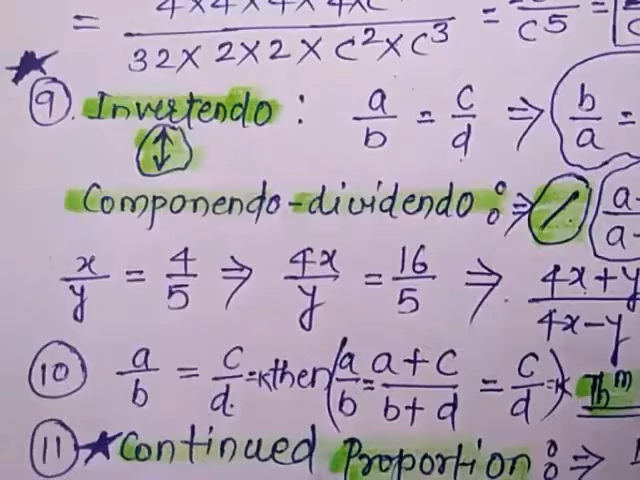 = 4×4×4×4×C / 32×2×2×C²×C³ = / C⁵ =
⑨ Invertendo : a/b = c/d ⇒ b/a =
Componendo-dividendo : ⇒ a- / a-
x/y = 4/5 ⇒ 4x/y = 16/5 ⇒ 4x+y / 4x-y
⑩ a/b = c/d =k then (a/b = a+c / b+d = c/d =k) Thm
⑪ ★ Continued Proportion : ⇒